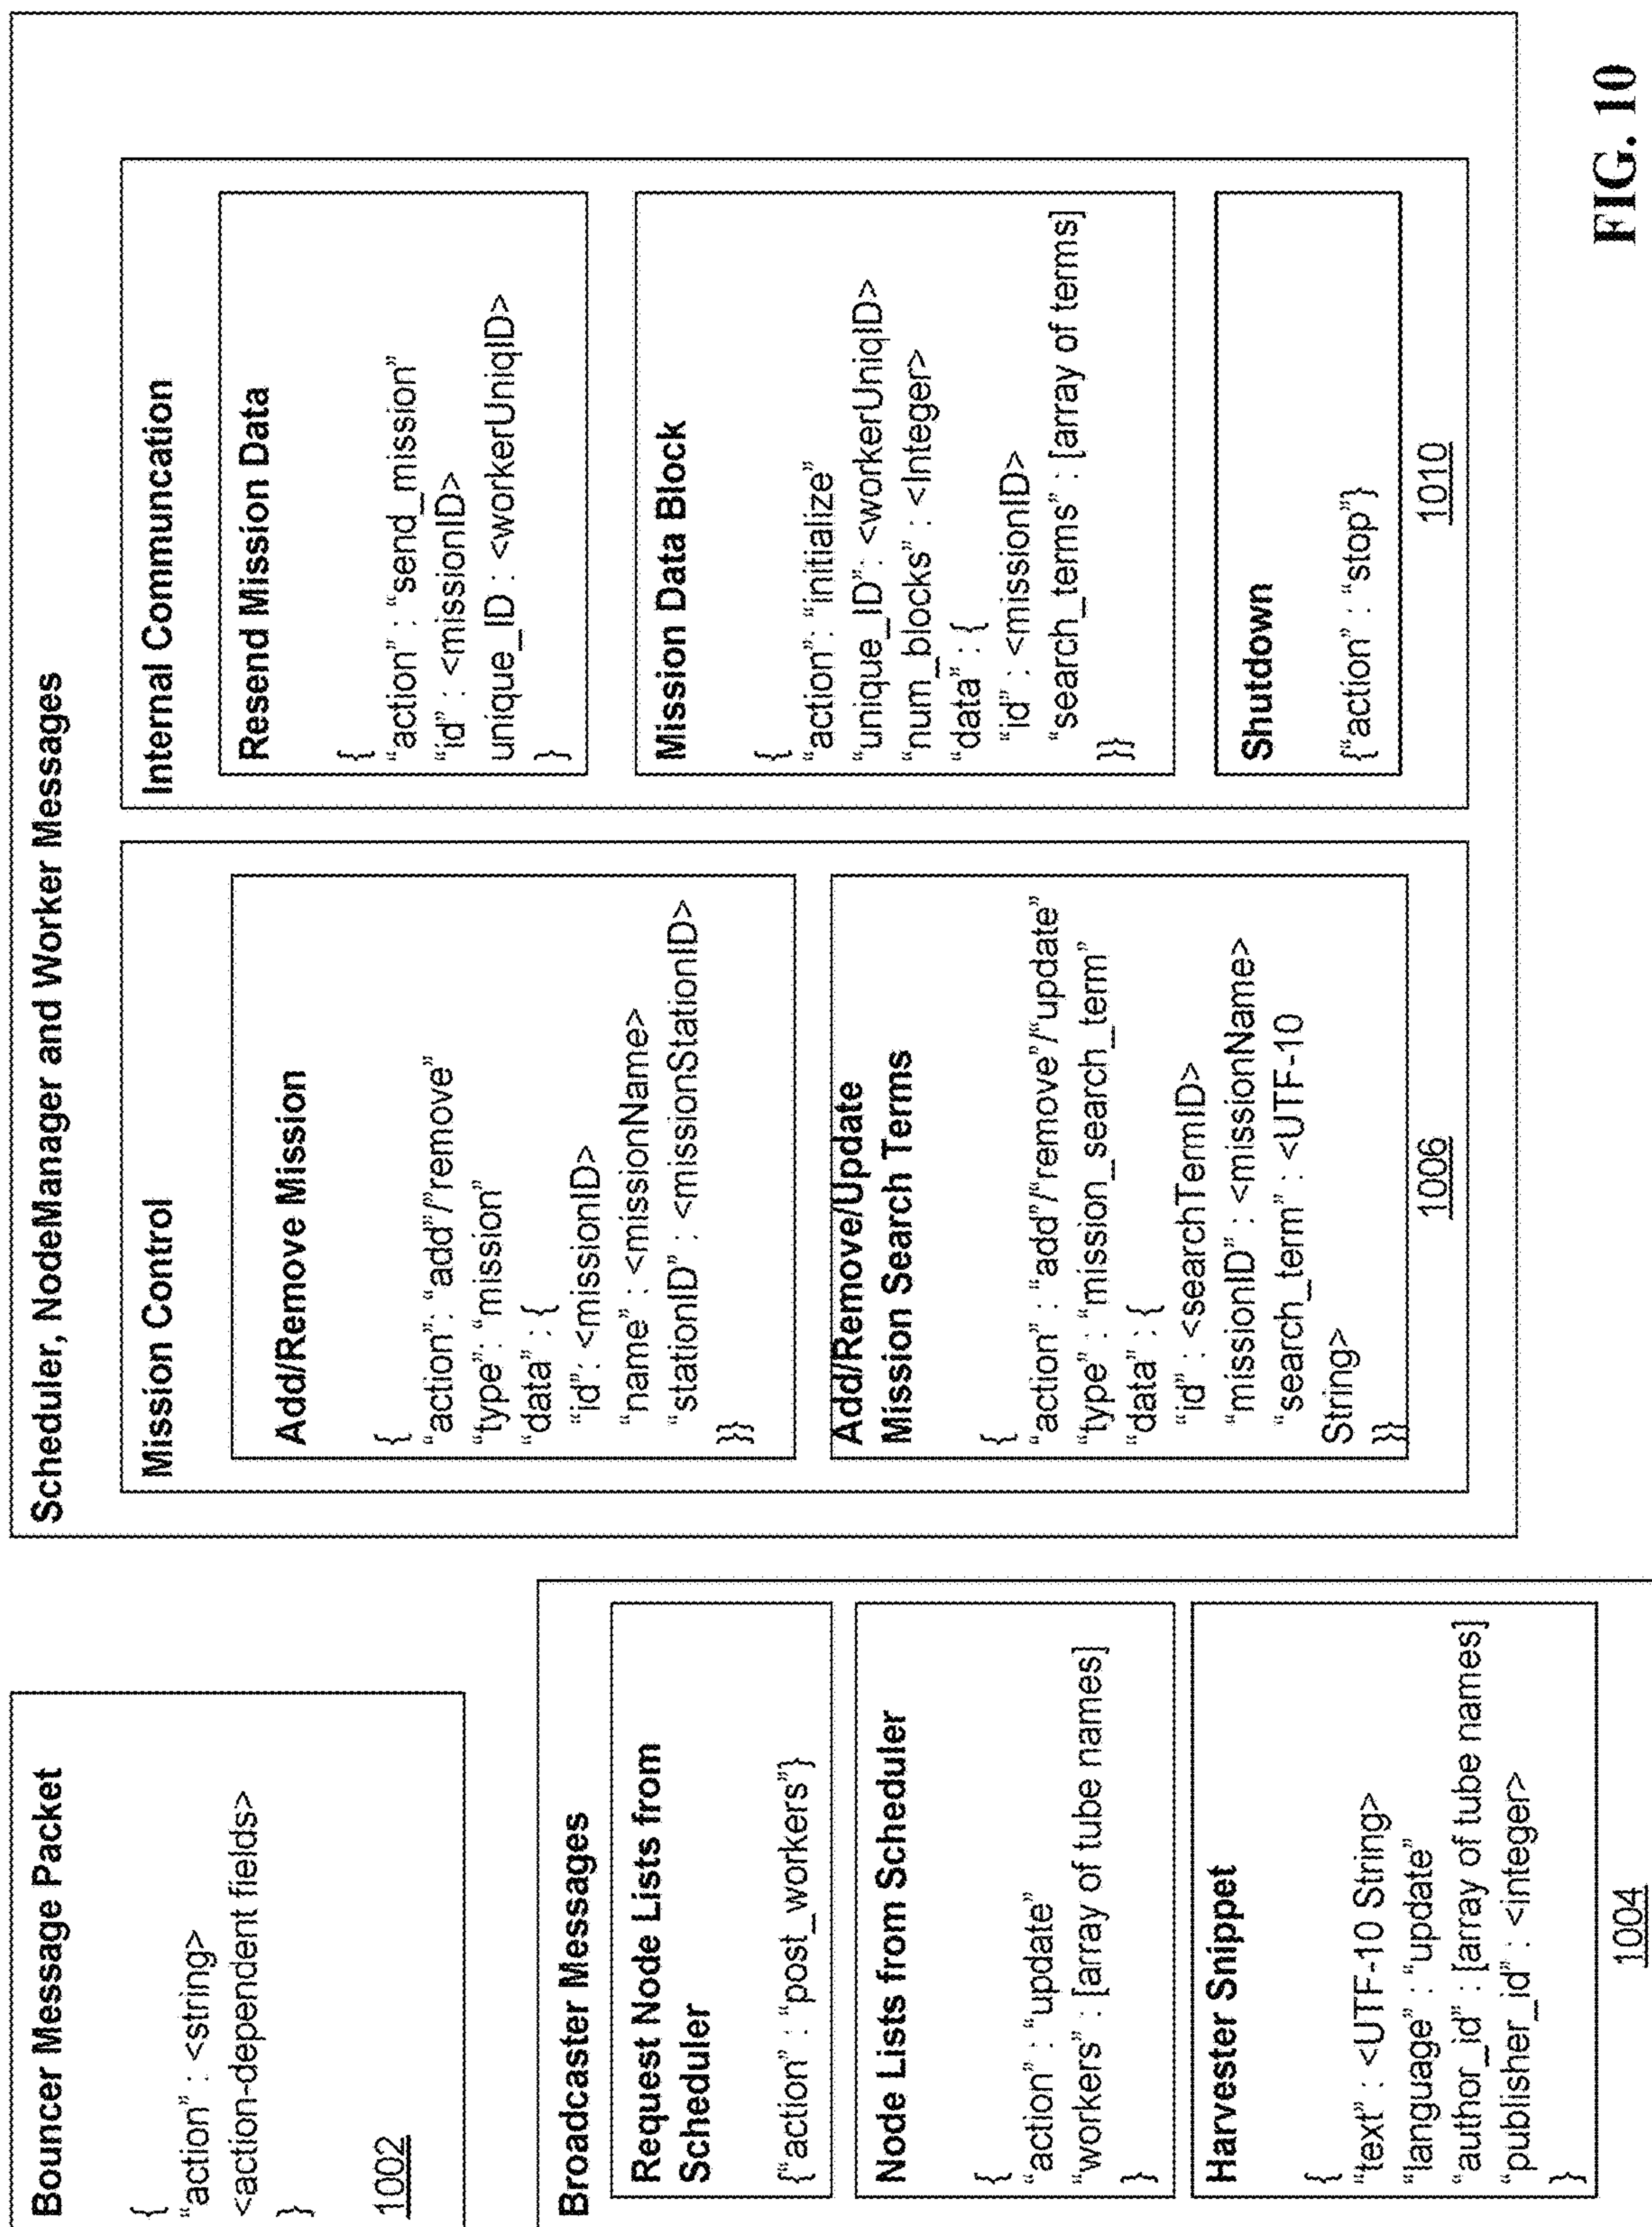 Bouncer Message Packet
{
“action” : <string>
<action-dependent fields>
}
1002
Broadcaster Messages
Request Node Lists from
Scheduler
{“action” : “post_workers”}
Node Lists from Scheduler
{
“action” : “update”
“workers” : [array of tube names]
}
Harvester Snippet
{
“text” : <UTF-10 String>
“language” : “update”
“author_id” : [array of tube names]
“publisher_id” : <integer>
}
1004
Scheduler, NodeManager and Worker Messages
Mission Control
Add/Remove Mission
{
“action” : “add”/”remove”
“type” : “mission”
“data” : {
“id” : <missionID>
“name” : <missionName>
“stationID” : <missionStationID>
}}
Add/Remove/Update
Mission Search Terms
{
“action” : “add”/“remove”/“update”
“type” : “mission_search_term”
“data” : {
“id” : <searchTermID>
“missionID” : <missionName>
“search_term” : <UTF-10
String>
}}
1006
Internal Communcation
Resend Mission Data
{
“action” : “send_mission”
“id” : <missionID>
unique_ID : <workerUniqID>
}
Mission Data Block
{
“action”: “initialize”
“unique_ID”: <workerUniqID>
“num_blocks” : <Integer>
“data” : {
“id” : <missionID>
“search_terms” : [array of terms]
}}
Shutdown
{“action” : “stop”}
1010
FIG. 10